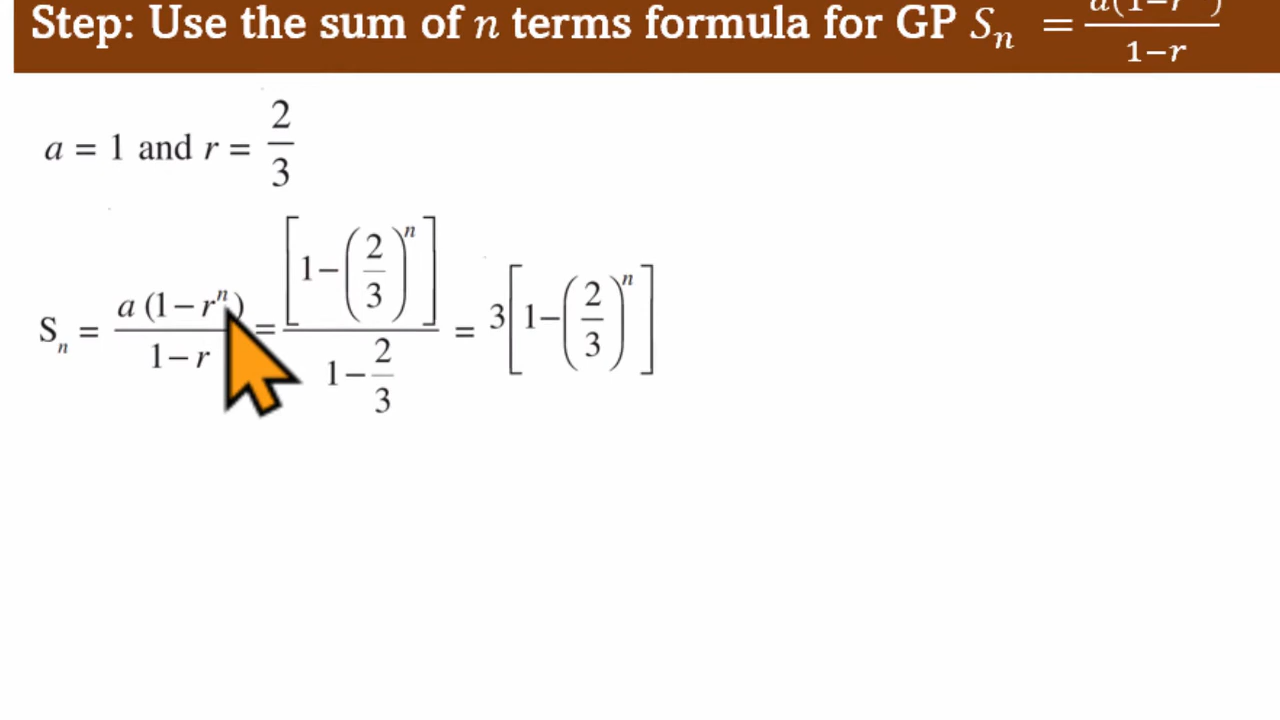 Step: Use the sum of n terms formula for GP Sₙ = a(1−r )/(1−r)
a = 1 and r = 2/3
Sₙ = a (1 − rⁿ)/(1 − r) = [1 − (2/3)ⁿ]/(1 − 2/3) = 3[1 − (2/3)ⁿ]